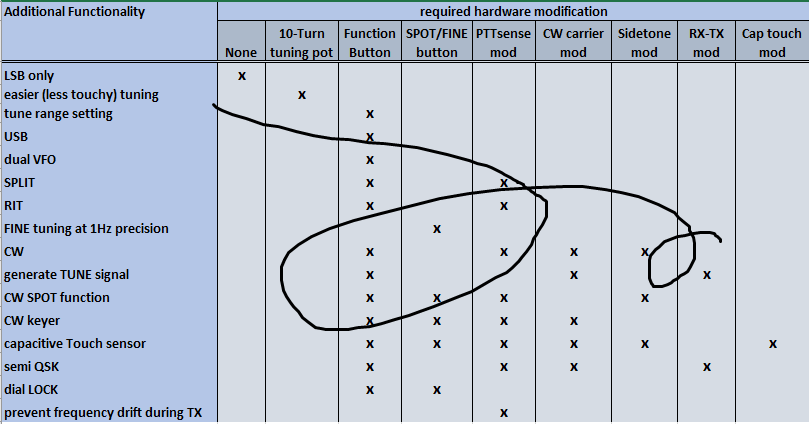 Additional Functionality required hardware modification
None 10-Turn tuning pot Function Button SPOT/FINE button PTTsense mod CW carrier mod Sidetone mod RX-TX mod Cap touch mod
LSB only x
easier (less touchy) tuning x
tune range setting x
USB x
dual VFO x
SPLIT x x
RIT x x
FINE tuning at 1Hz precision x
CW x x x x
generate TUNE signal x x x
CW SPOT function x x x x
CW keyer x x x x
capacitive Touch sensor x x x x x x
semi QSK x x x x
dial LOCK x x
prevent frequency drift during TX x